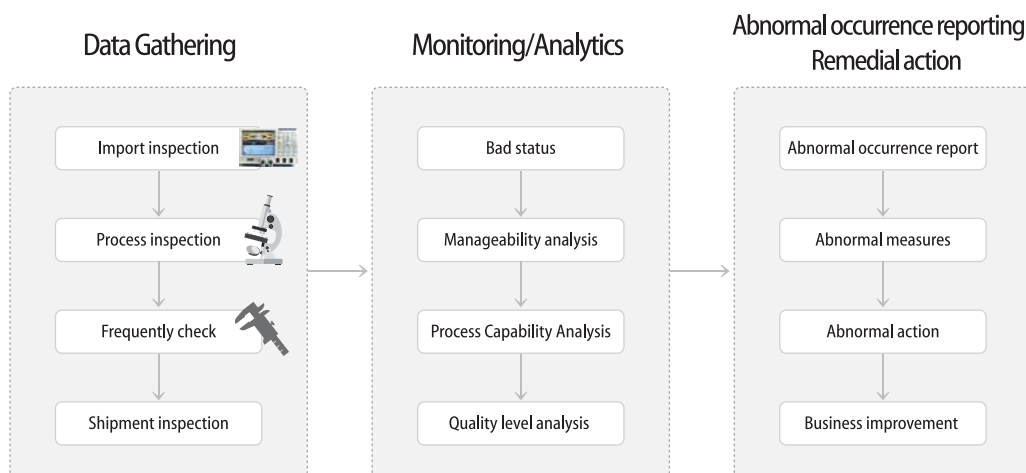 Data Gathering
Import inspection
Process inspection
Frequently check
Shipment inspection
Monitoring/Analytics
Bad status
Manageability analysis
Process Capability Analysis
Quality level analysis
Abnormal occurrence reporting
Remedial action
Abnormal occurrence report
Abnormal measures
Abnormal action
Business improvement